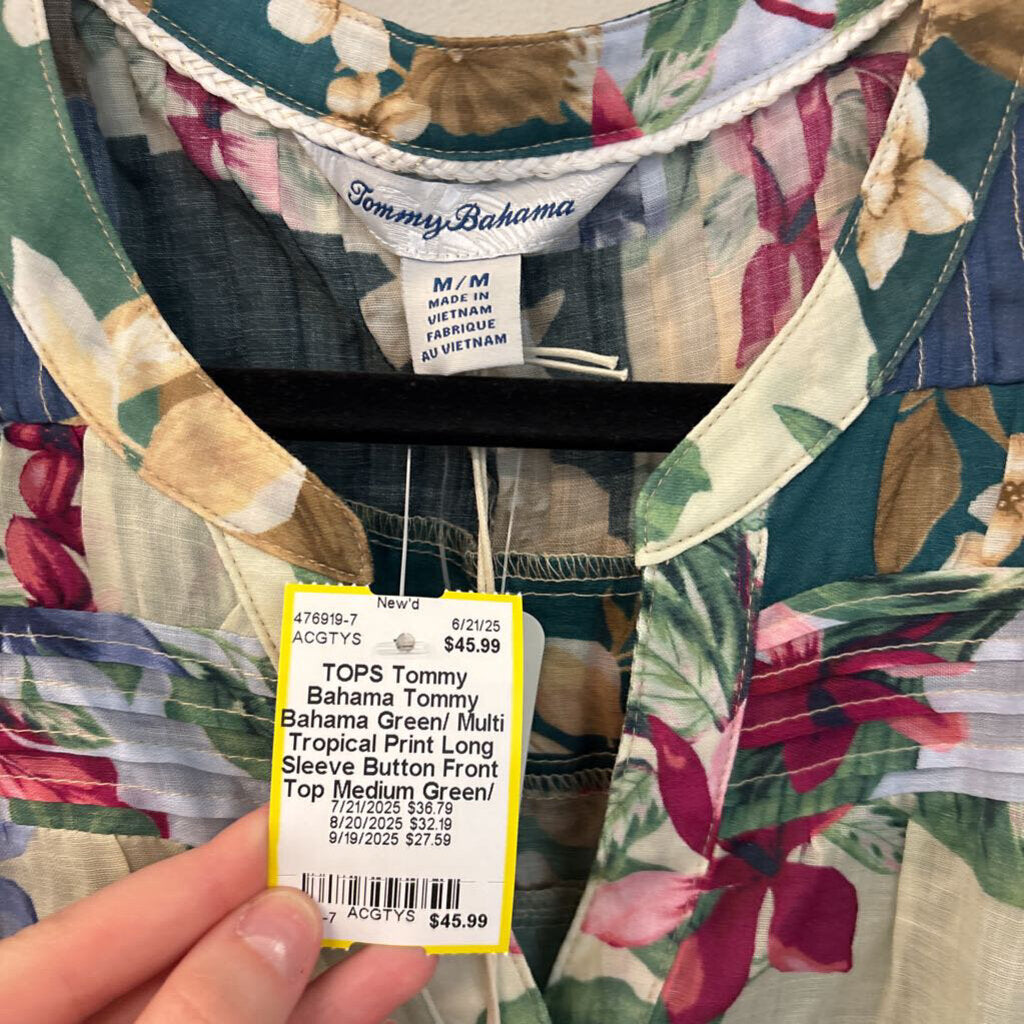 Tommy Bahama
M/M
MADE IN
VIETNAM
FABRIQUE
AU VIETNAM
New'd
476919-7 6/21/25
ACGTYS $45.99
TOPS Tommy
Bahama Tommy
Bahama Green/ Multi
Tropical Print Long
Sleeve Button Front
Top Medium Green/
7/21/2025 $36.79
8/20/2025 $32.19
9/19/2025 $27.59
-7 ACGTYS $45.99